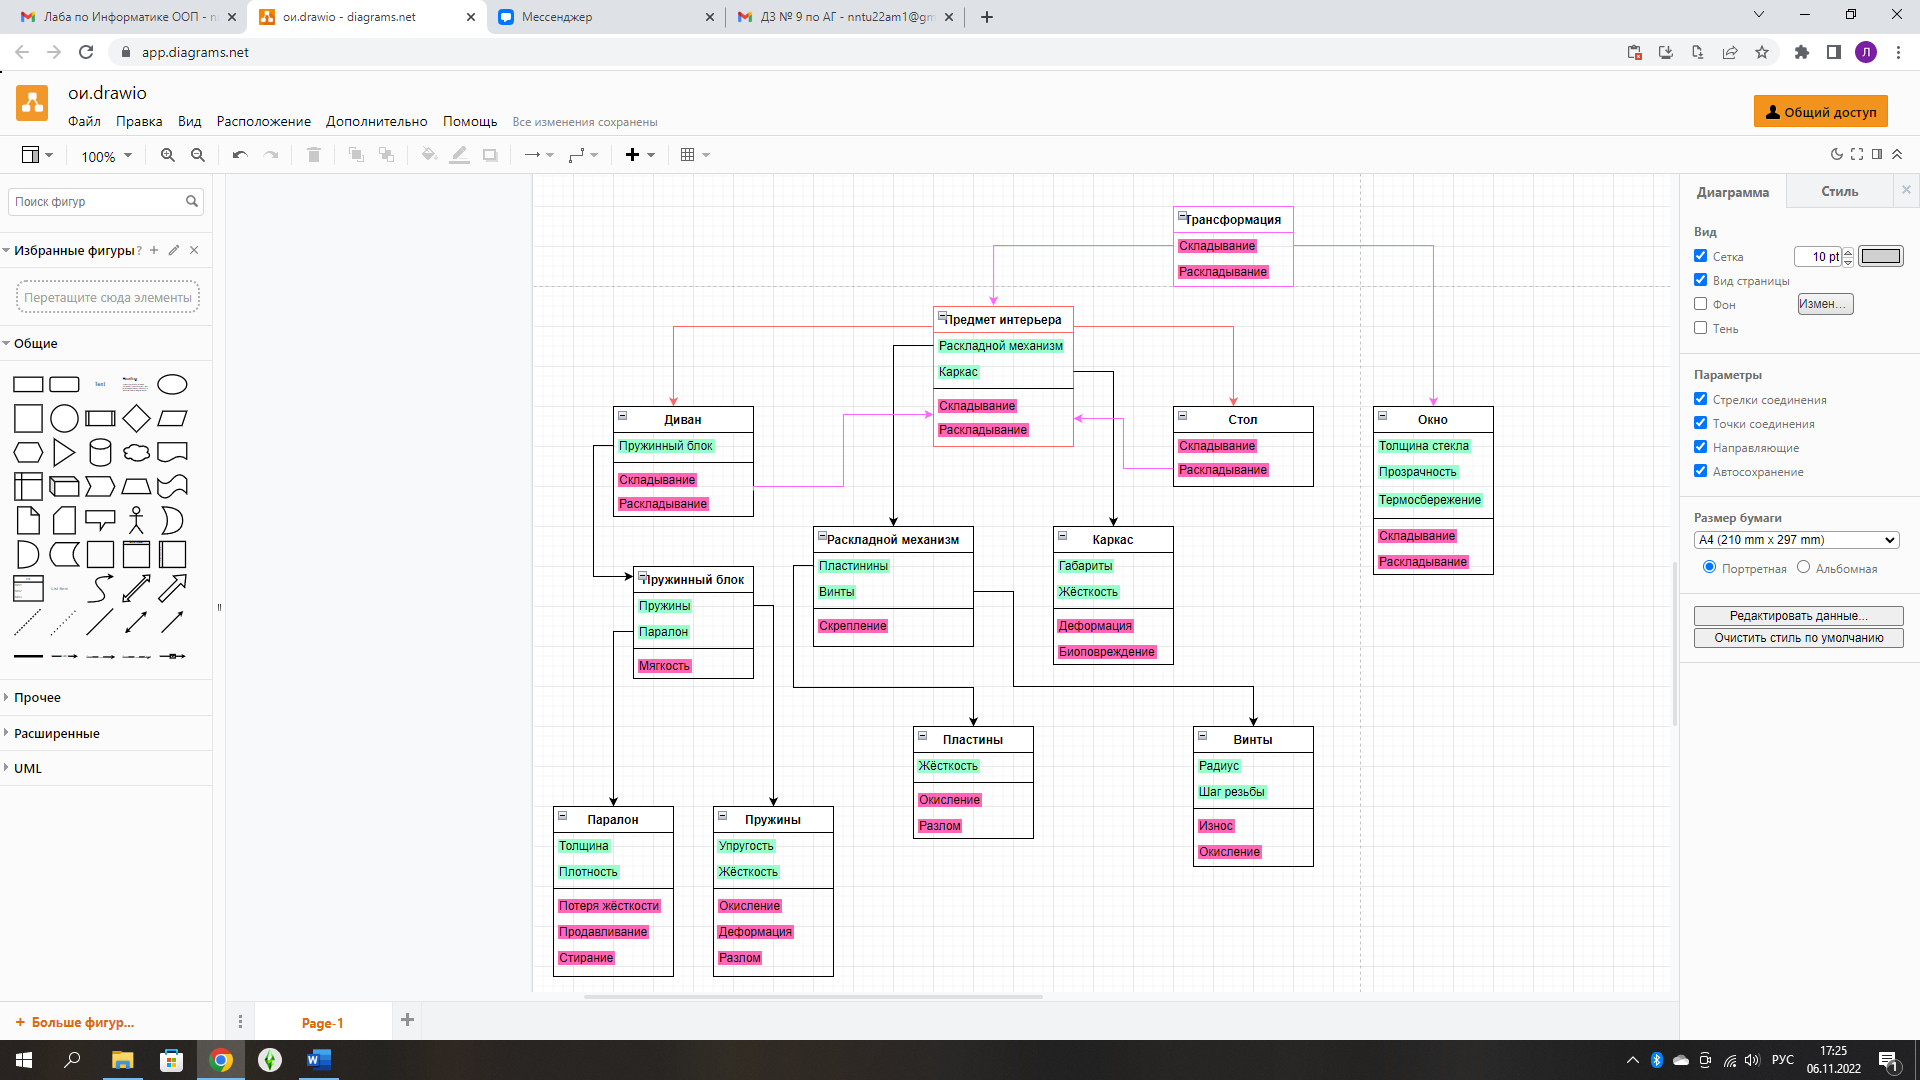 Лаба по Информатике ООП - n
ои.drawio - diagrams.net
Мессенджер
ДЗ № 9 по АГ - nntu22am1@gm
app.diagrams.net
Л
ои.drawio
Файл Правка Вид Расположение Дополнительно Помощь Все изменения сохранены
Общий доступ
100%
Поиск фигур
Избранные фигуры ?
Перетащите сюда элементы
Общие
Text
Heading
Прочее
Расширенные
UML
+ Больше фигур...
Трансформация
Складывание
Раскладывание
Предмет интерьера
Раскладной механизм
Каркас
Складывание
Раскладывание
Диван
Пружинный блок
Складывание
Раскладывание
Стол
Складывание
Раскладывание
Окно
Толщина стекла
Прозрачность
Термосбережение
Складывание
Раскладывание
Раскладной механизм
Пластинины
Винты
Скрепление
Каркас
Габариты
Жёсткость
Деформация
Биоповреждение
Пружинный блок
Пружины
Паралон
Мягкость
Пластины
Жёсткость
Окисление
Разлом
Винты
Радиус
Шаг резьбы
Износ
Окисление
Паралон
Толщина
Плотность
Потеря жёсткости
Продавливание
Стирание
Пружины
Упругость
Жёсткость
Окисление
Деформация
Разлом
Диаграмма
Стиль
Вид
Сетка
10 pt
Вид страницы
Фон
Измен...
Тень
Параметры
Стрелки соединения
Точки соединения
Направляющие
Автосохранение
Размер бумаги
A4 (210 mm x 297 mm)
Портретная
Альбомная
Редактировать данные...
Очистить стиль по умолчанию
Page-1
РУС
17:25
06.11.2022
1